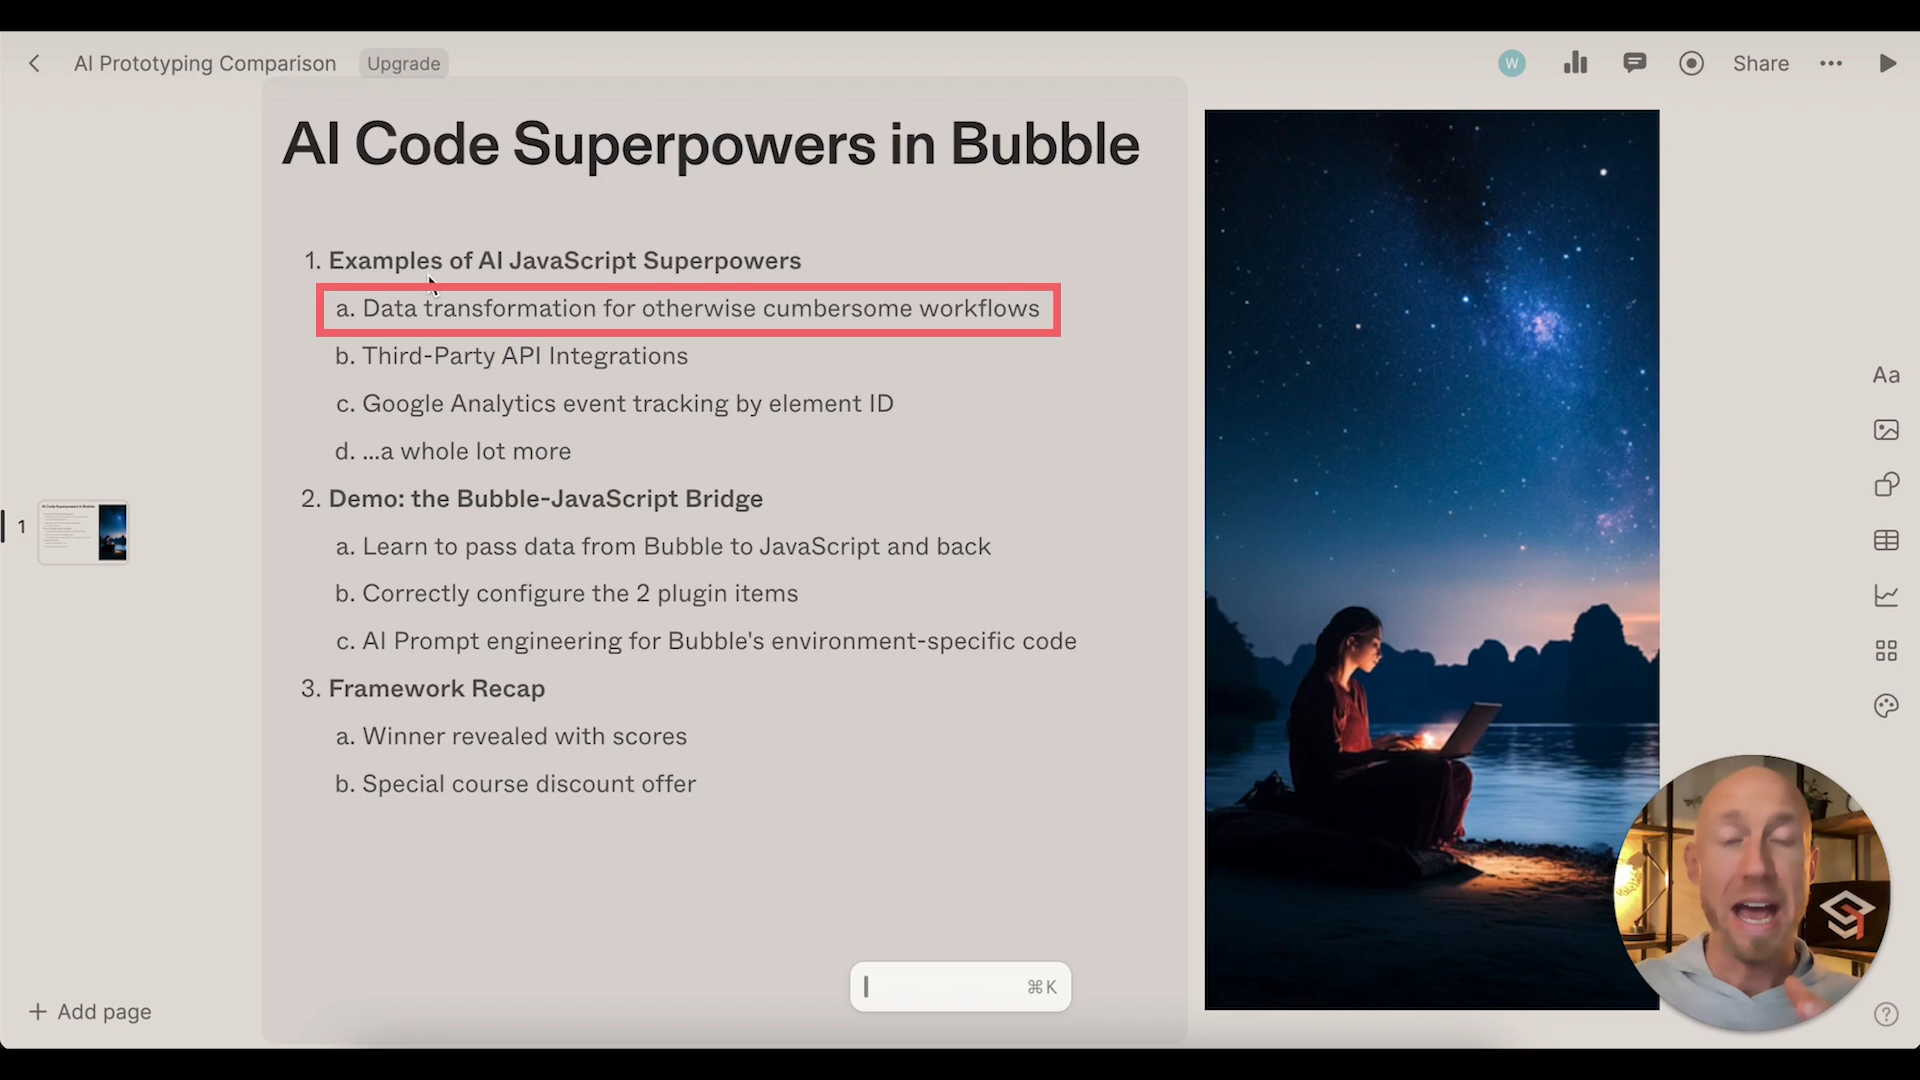 AI Prototyping Comparison
Upgrade
W
Share
AI Code Superpowers in Bubble
1. Examples of AI JavaScript Superpowers
a. Data transformation for otherwise cumbersome workflows
b. Third-Party API Integrations
c. Google Analytics event tracking by element ID
d. ...a whole lot more
2. Demo: the Bubble-JavaScript Bridge
a. Learn to pass data from Bubble to JavaScript and back
b. Correctly configure the 2 plugin items
c. AI Prompt engineering for Bubble's environment-specific code
3. Framework Recap
a. Winner revealed with scores
b. Special course discount offer
Aa
1
⌘K
+ Add page
?